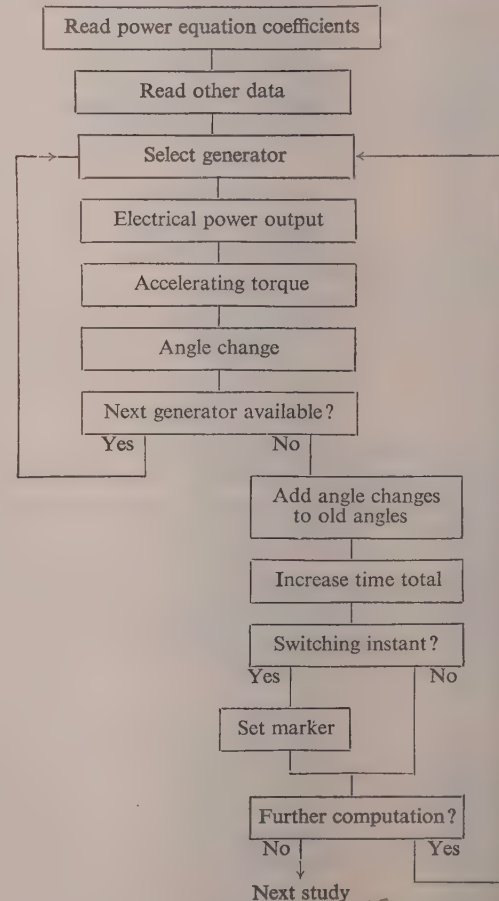 Read power equation coefficients
Read other data
Select generator
Electrical power output
Accelerating torque
Angle change
Next generator available?
Yes
No
Add angle changes
to old angles
Increase time total
Switching instant?
Yes
No
Set marker
Further computation?
No
Yes
Next study